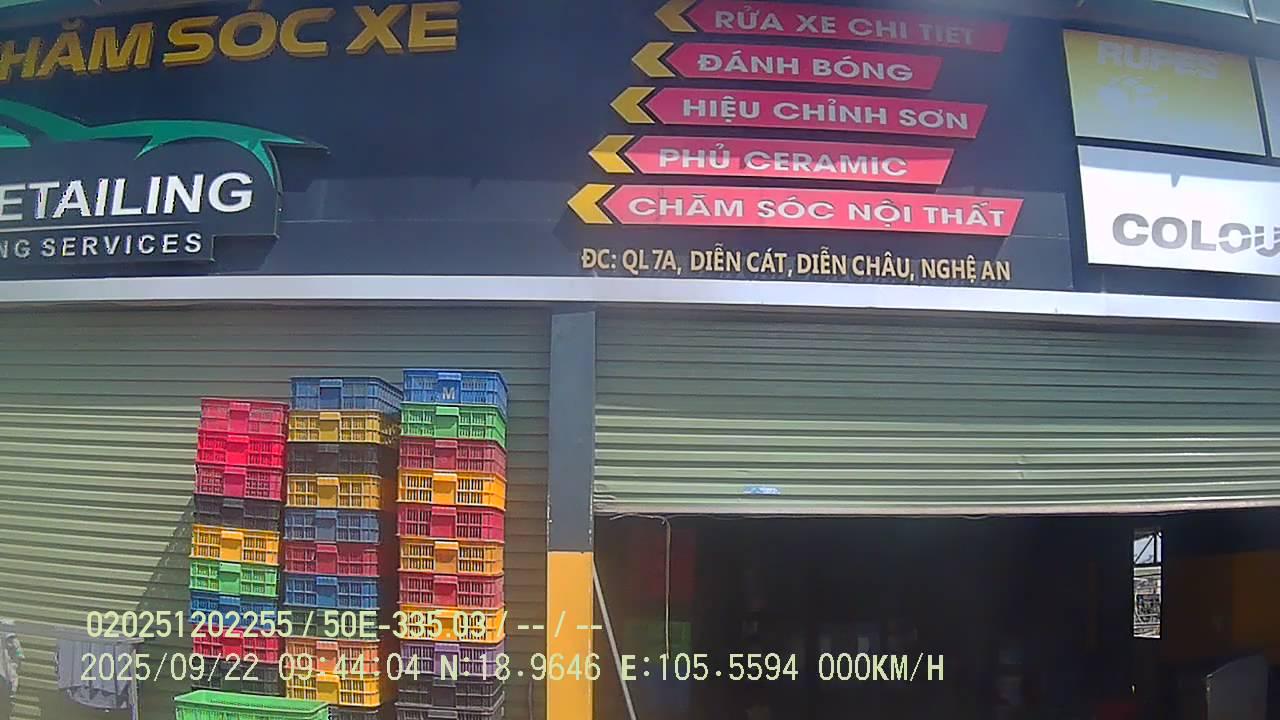 HĂM SÓC XE
ETAILING
NG SERVICES
RỬA XE CHI TIẾT
ĐÁNH BÓNG
HIỆU CHỈNH SƠN
PHỦ CERAMIC
CHĂM SÓC NỘI THẤT
ĐC: QL 7A, DIỄN CÁT, DIỄN CHÂU, NGHỆ AN
RUPES
COLOU
M
020251202255 / 50E-335.03 / -- / --
2025/09/22 09:44:04 N:18.9646 E:105.5594 000KM/H